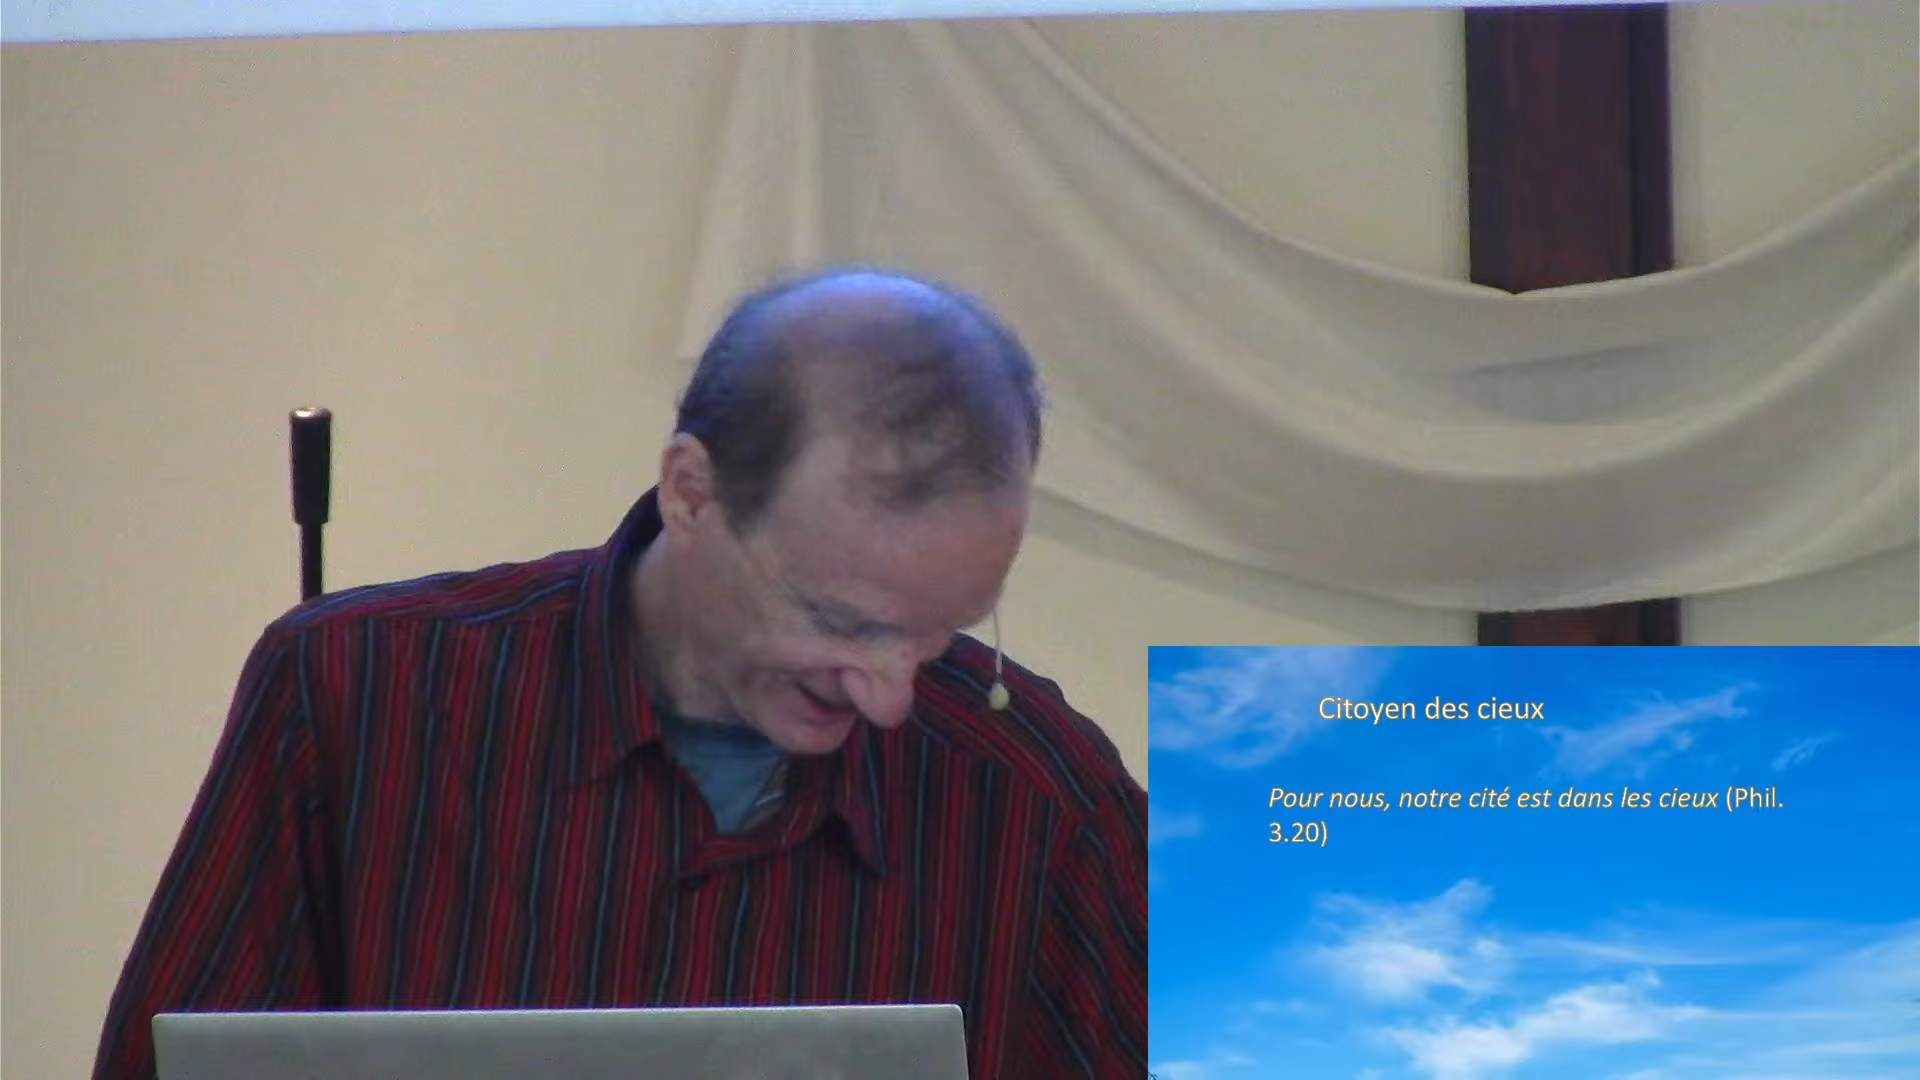 Citoyen des cieux
Pour nous, notre cité est dans les cieux (Phil.
3.20)